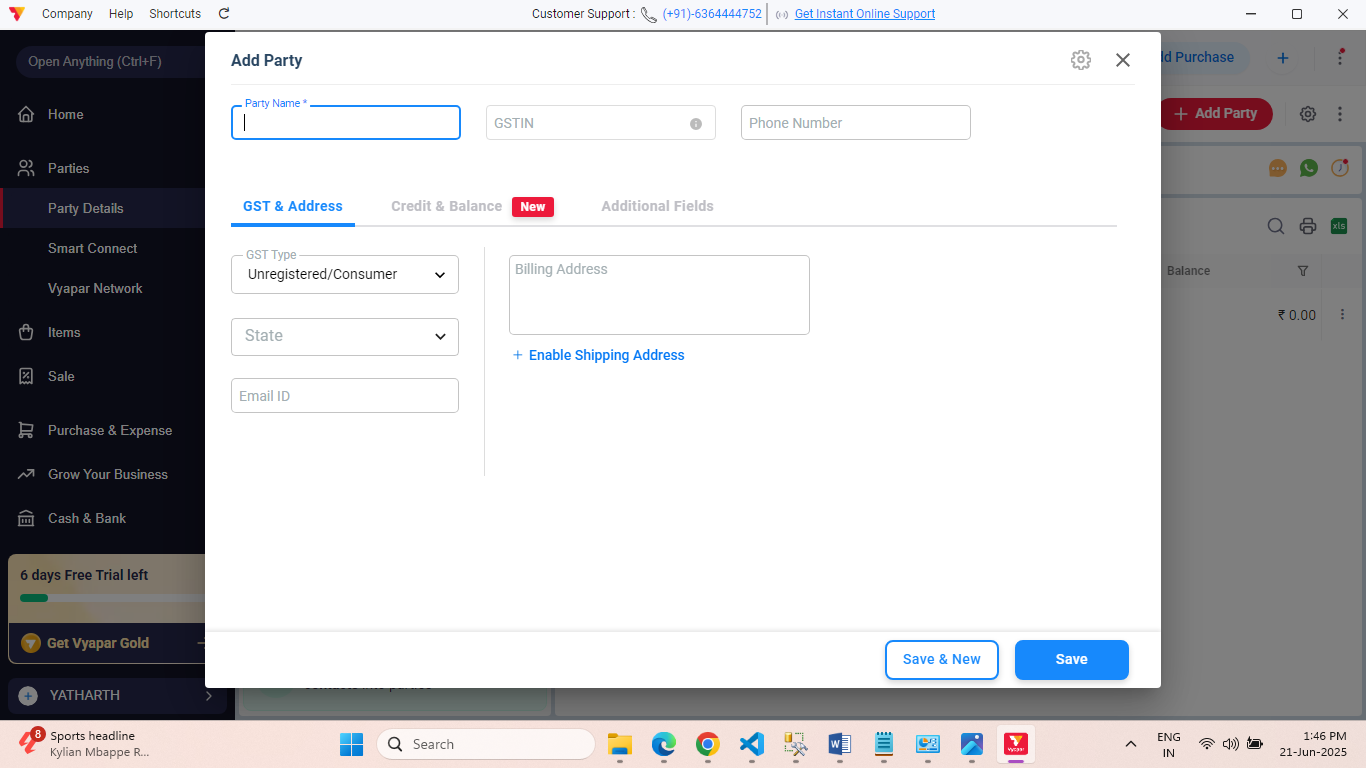 Company Help Shortcuts
Customer Support : (+91)-6364444752 Get Instant Online Support
Open Anything (Ctrl+F)
Home
Parties
Party Details
Smart Connect
Vyapar Network
Items
Sale
Purchase & Expense
Grow Your Business
Cash & Bank
6 days Free Trial left
Get Vyapar Gold
YATHARTH
Add Party
Party Name *
GSTIN
Phone Number
GST & Address
Credit & Balance New
Additional Fields
GST Type
Unregistered/Consumer
State
Email ID
Billing Address
+ Enable Shipping Address
Save & New
Save
d Purchase
+ Add Party
xls
Balance
₹ 0.00
8
Sports headline
Kylian Mbappe R...
Search
Vyapar
ENG
IN
1:46 PM
21-Jun-2025